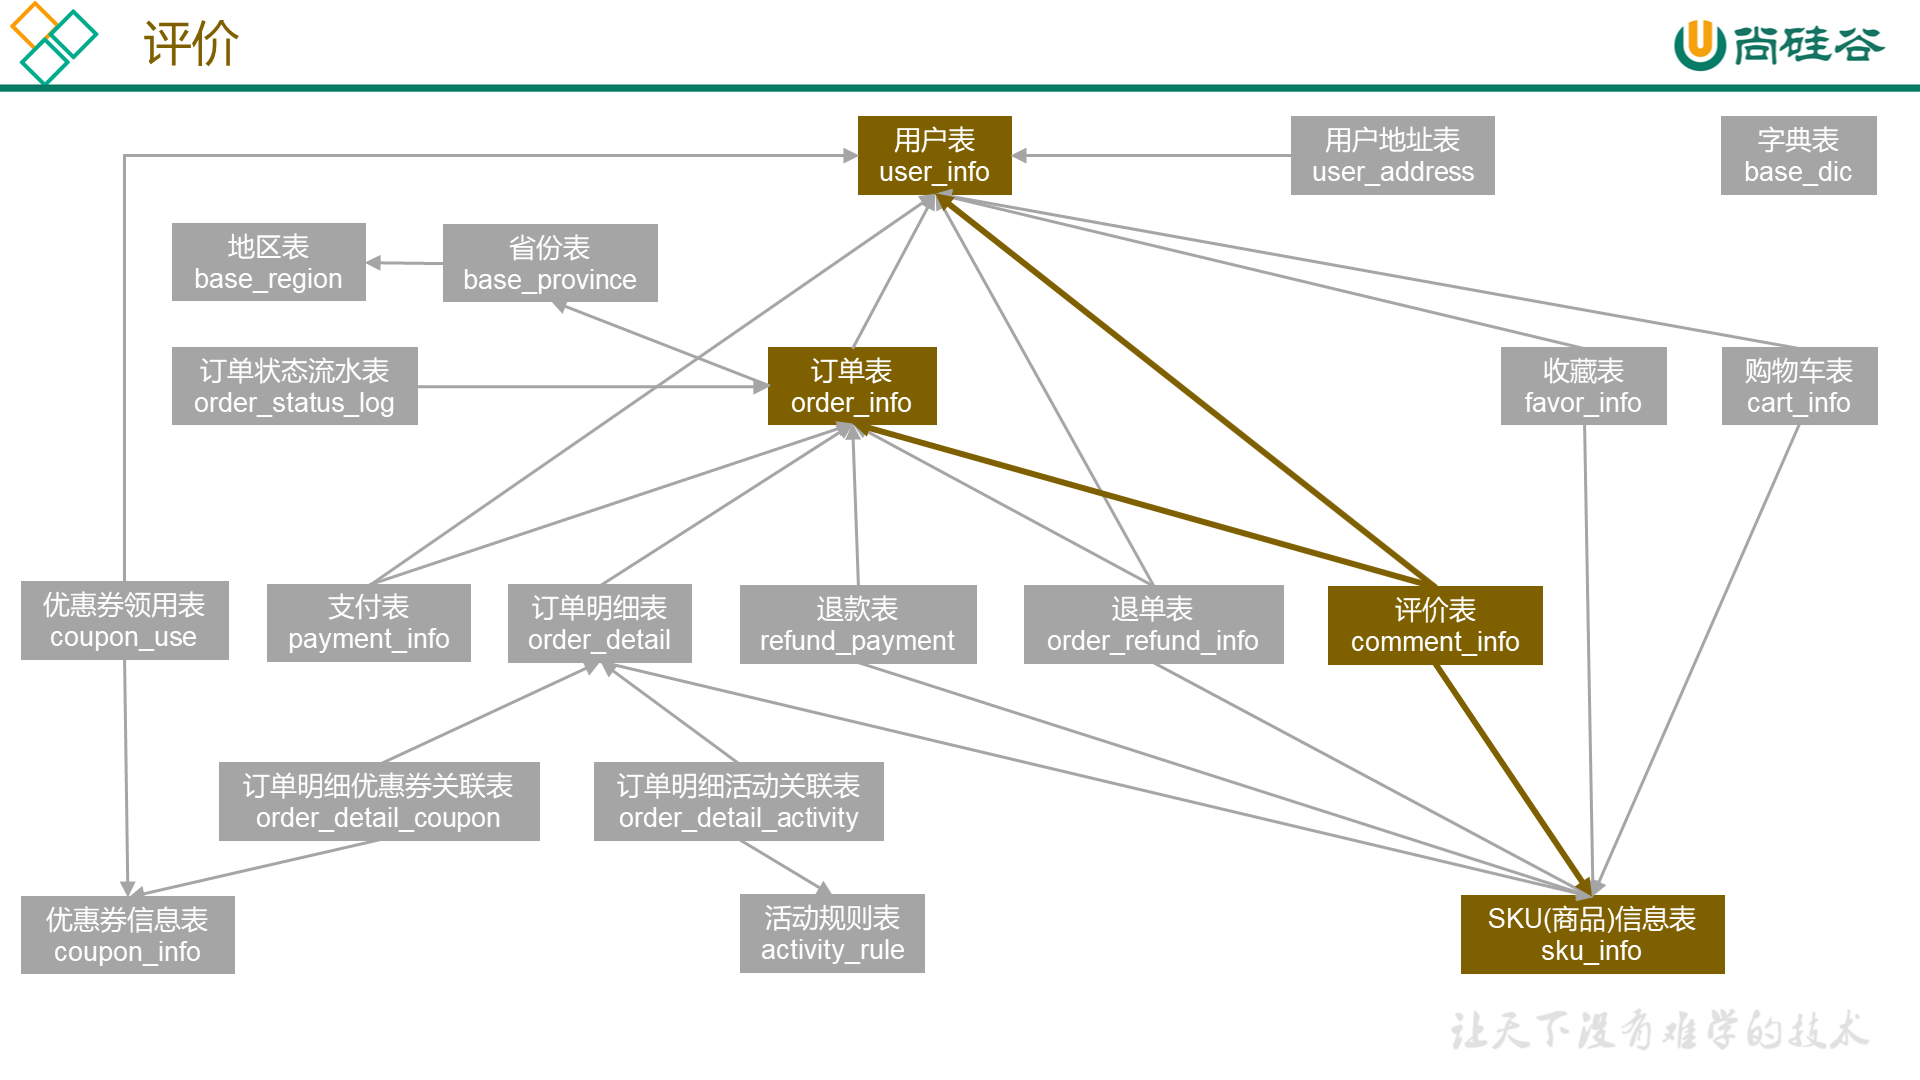 评价
尚硅谷
用户表
user_info
用户地址表
user_address
字典表
base_dic
地区表
base_region
省份表
base_province
订单状态流水表
order_status_log
订单表
order_info
收藏表
favor_info
购物车表
cart_info
优惠券领用表
coupon_use
支付表
payment_info
订单明细表
order_detail
退款表
refund_payment
退单表
order_refund_info
评价表
comment_info
订单明细优惠券关联表
order_detail_coupon
订单明细活动关联表
order_detail_activity
优惠券信息表
coupon_info
活动规则表
activity_rule
SKU(商品)信息表
sku_info
让天下没有难学的技术